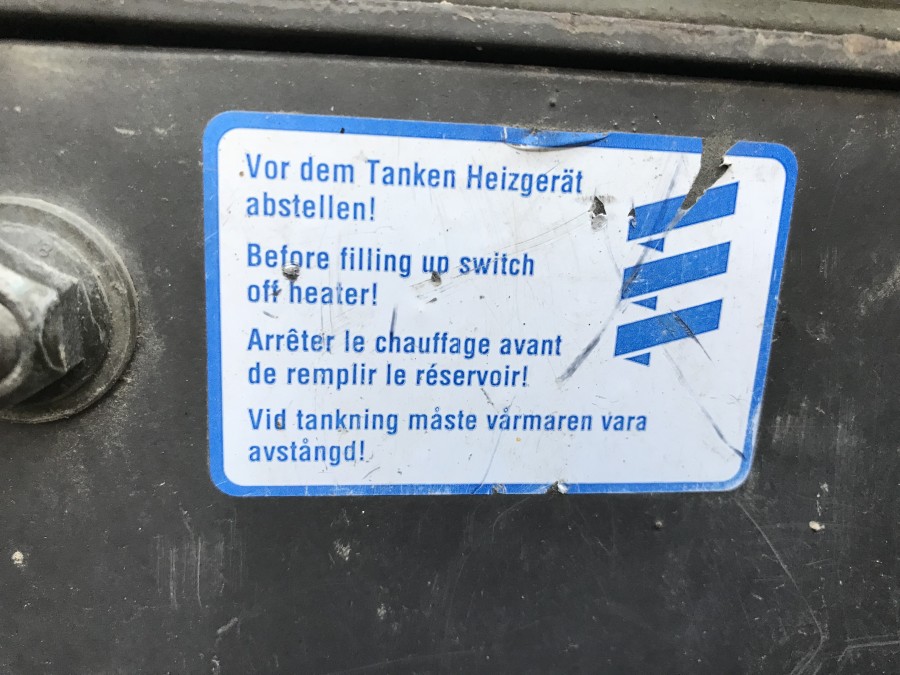 Vor dem Tanken Heizgerät
abstellen!
Before filling up switch
off heater!
Arrêter le chauffage avant
de remplir le réservoir!
Vid tankning måste vårmaren vara
avstångd!